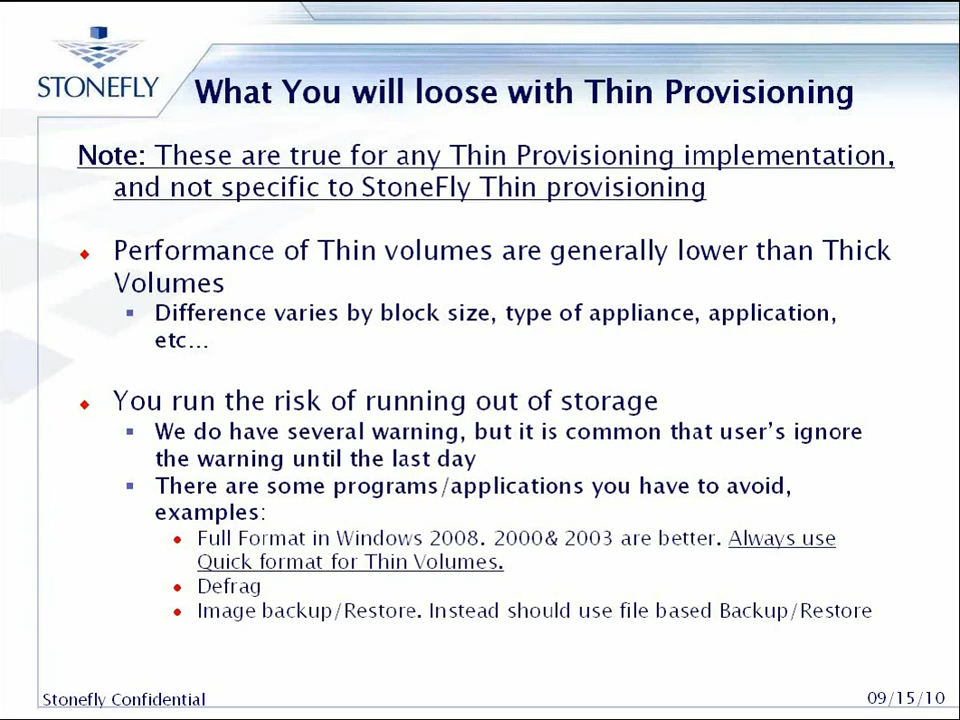 STONEFLY
What You will loose with Thin Provisioning
Note: These are true for any Thin Provisioning implementation,
and not specific to StoneFly Thin provisioning
Performance of Thin volumes are generally lower than Thick
Volumes
Difference varies by block size, type of appliance, application,
etc...
You run the risk of running out of storage
We do have several warning, but it is common that user's ignore
the warning until the last day
There are some programs/applications you have to avoid,
examples:
Full Format in Windows 2008. 2000& 2003 are better. Always use
Quick format for Thin Volumes.
Defrag
Image backup/Restore. Instead should use file based Backup/Restore
Stonefly Confidential
09/15/10